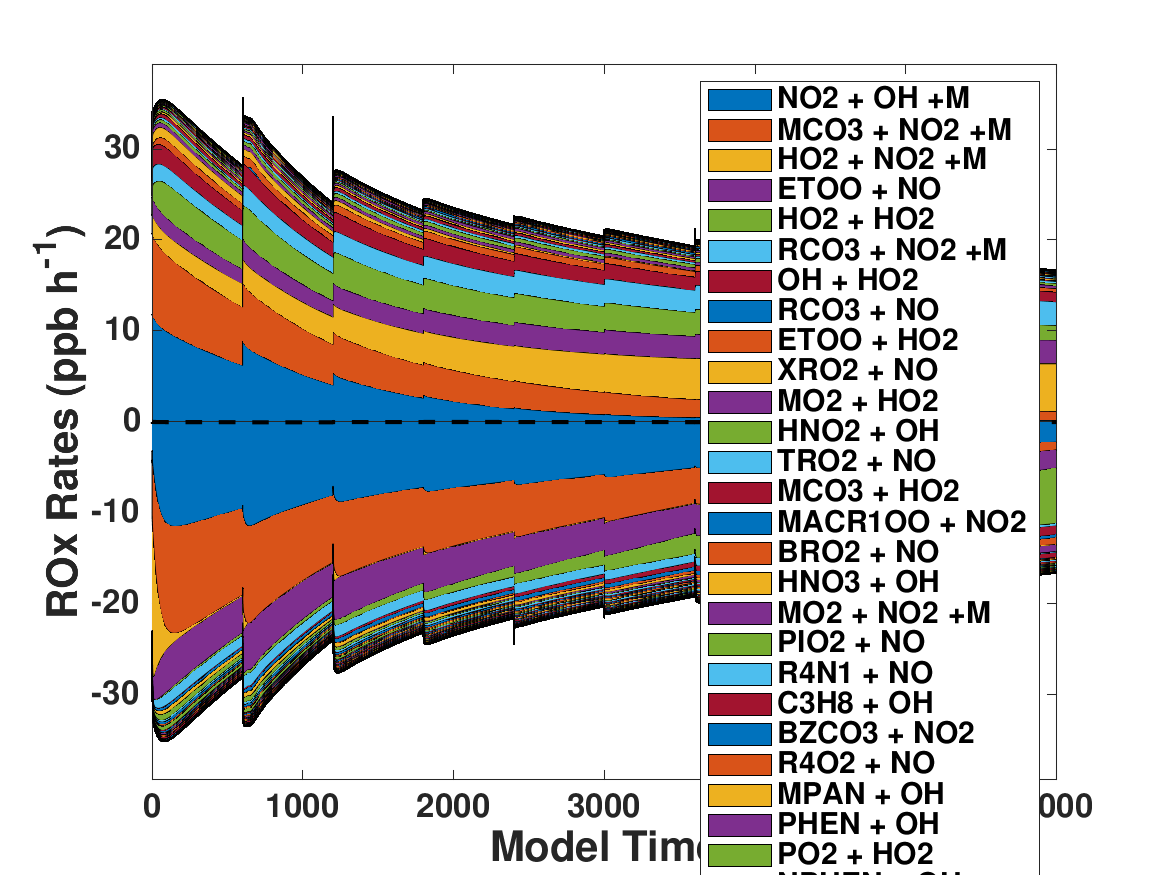 30
20
10
0
-10
-20
-30
ROx Rates (ppb h-1)
0
1000
2000
3000
000
Model Time
NO2 + OH +M
MCO3 + NO2 +M
HO2 + NO2 +M
ETOO + NO
HO2 + HO2
RCO3 + NO2 +M
OH + HO2
RCO3 + NO
ETOO + HO2
XRO2 + NO
MO2 + HO2
HNO2 + OH
TRO2 + NO
MCO3 + HO2
MACR1OO + NO2
BRO2 + NO
HNO3 + OH
MO2 + NO2 +M
PIO2 + NO
R4N1 + NO
C3H8 + OH
BZCO3 + NO2
R4O2 + NO
MPAN + OH
PHEN + OH
PO2 + HO2